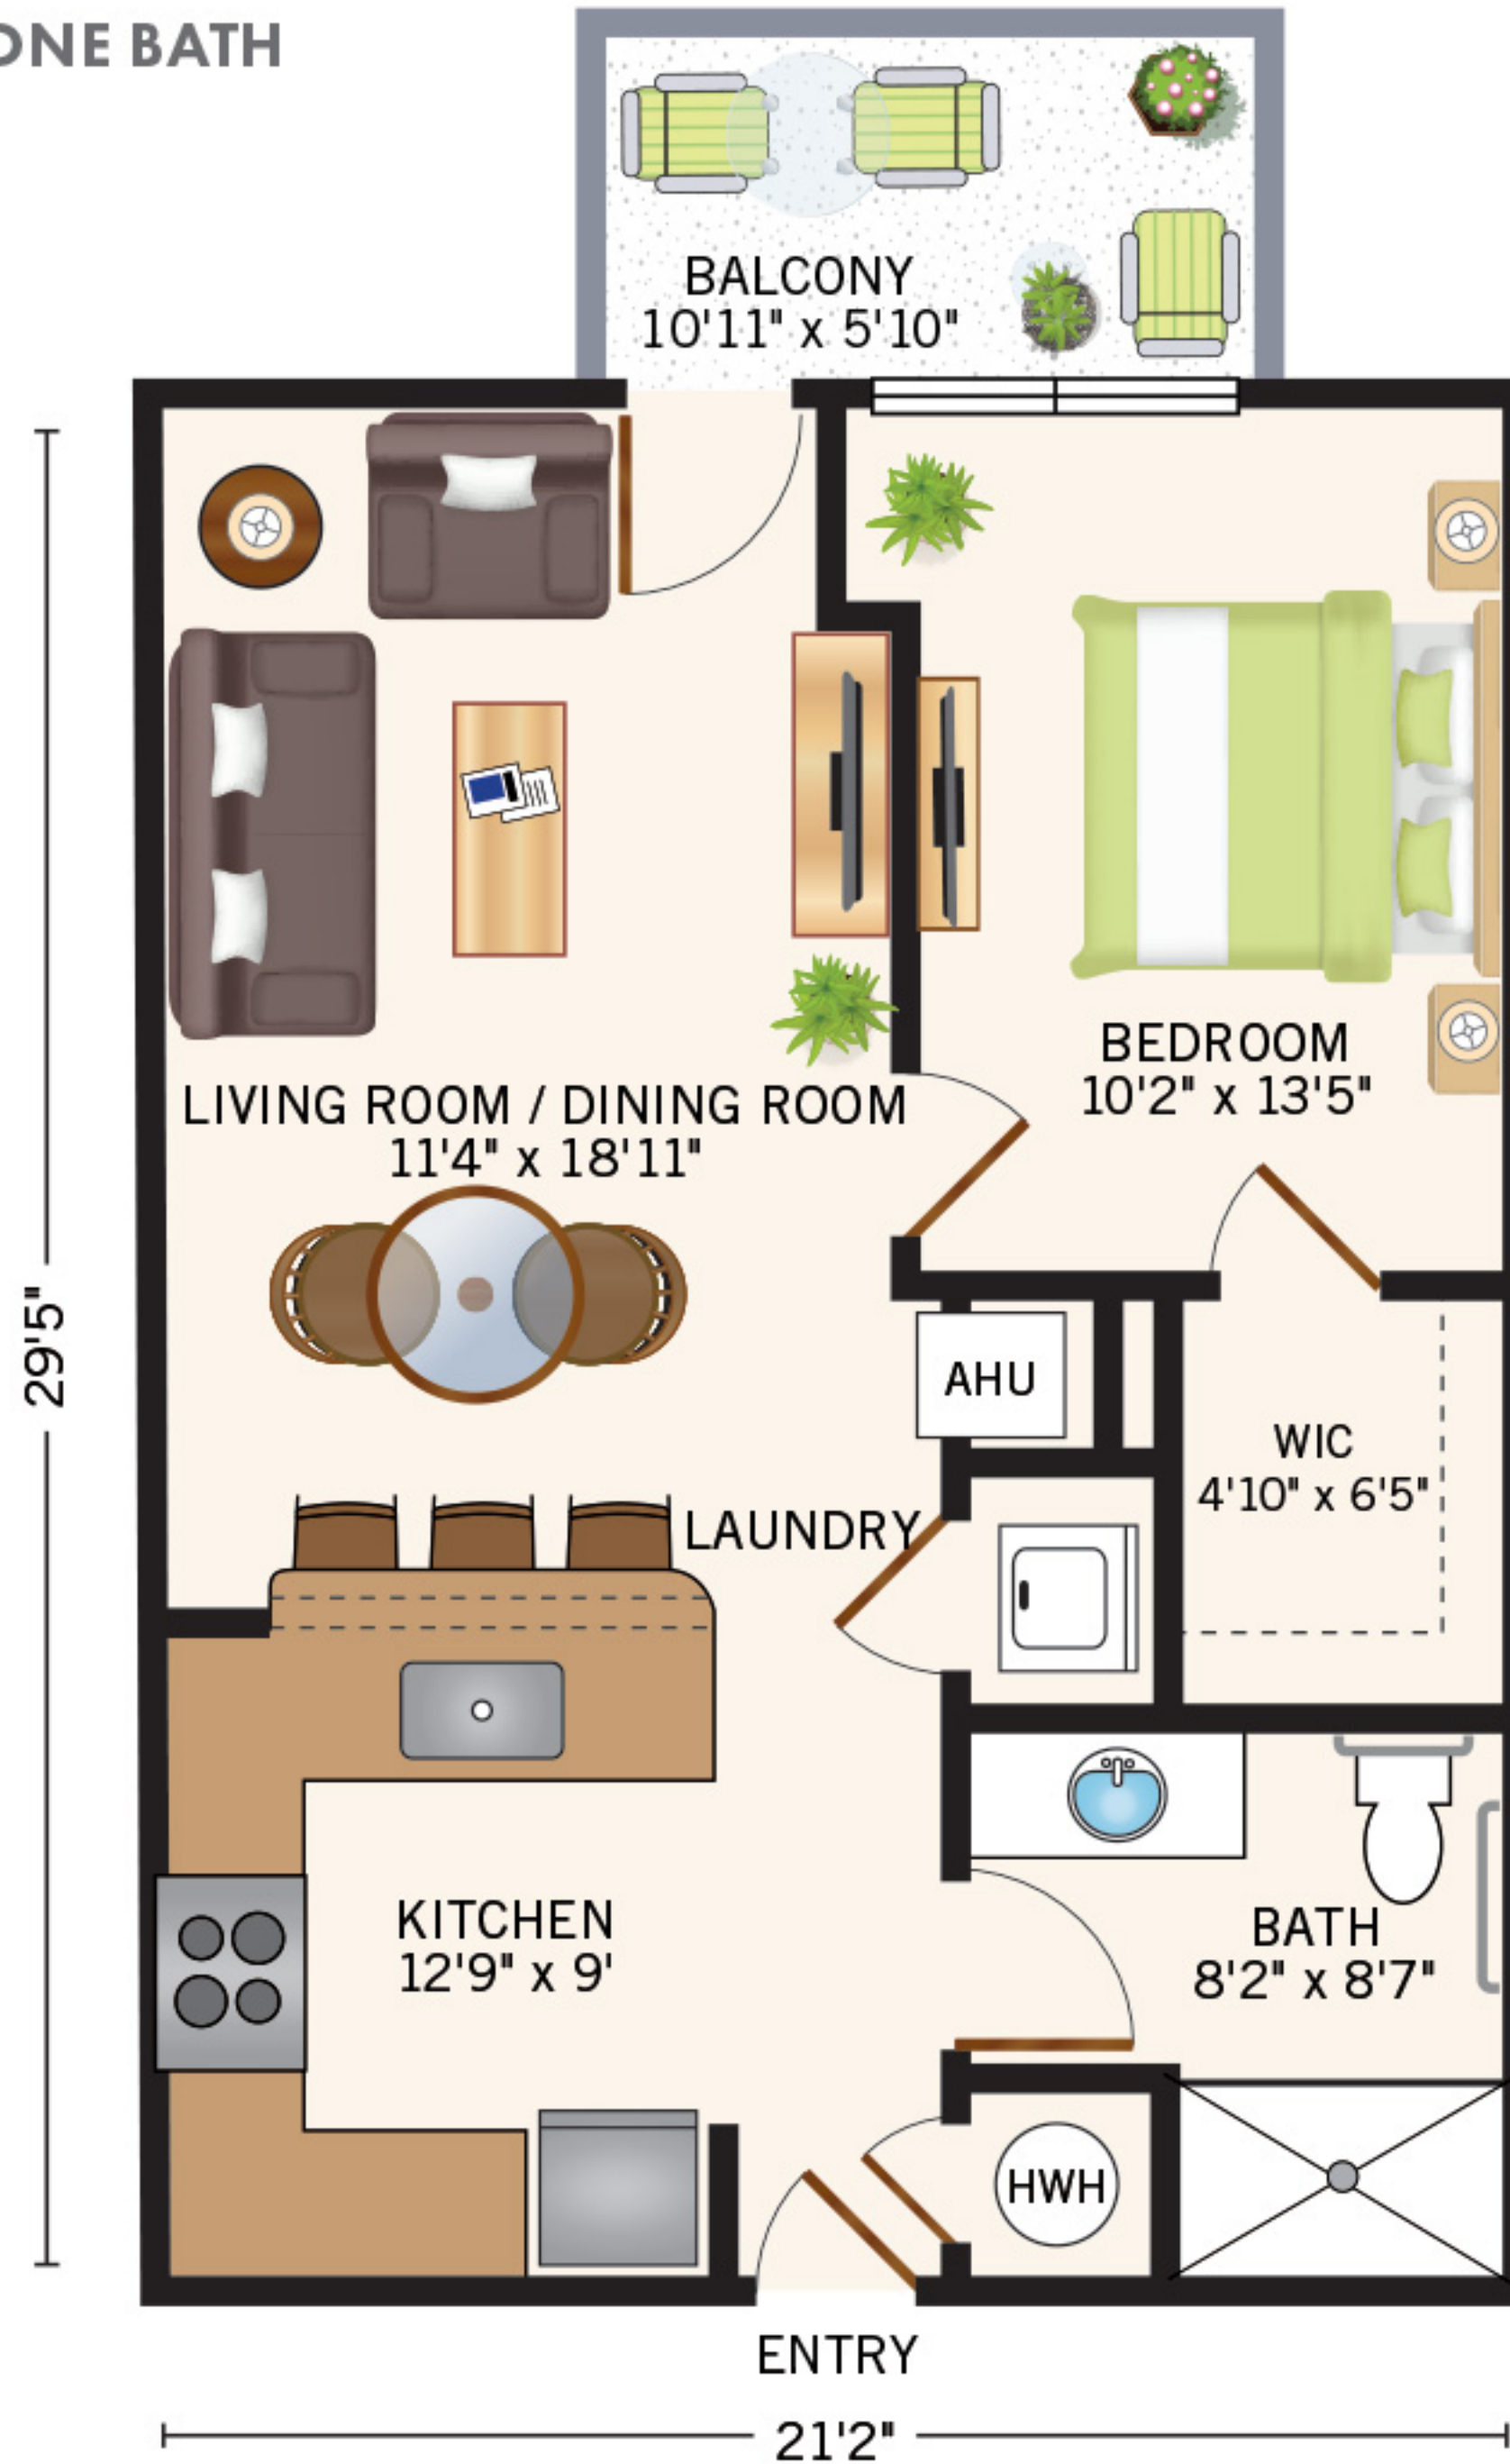 ONE BATH
BALCONY
10'11" x 5'10"
BEDROOM
10'2" x 13'5"
LIVING ROOM / DINING ROOM
11'4" x 18'11"
29'5"
AHU
WIC
4'10" x 6'5"
LAUNDRY
KITCHEN
12'9" x 9'
BATH
8'2" x 8'7"
HWH
ENTRY
21'2"